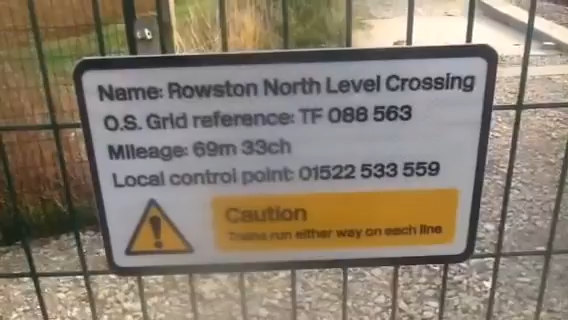 Name: Rowston North Level Crossing
O.S. Grid reference: TF 088 563
Mileage: 69m 33ch
Local control point: 01522 533 559
Caution
Trains run either way on each line